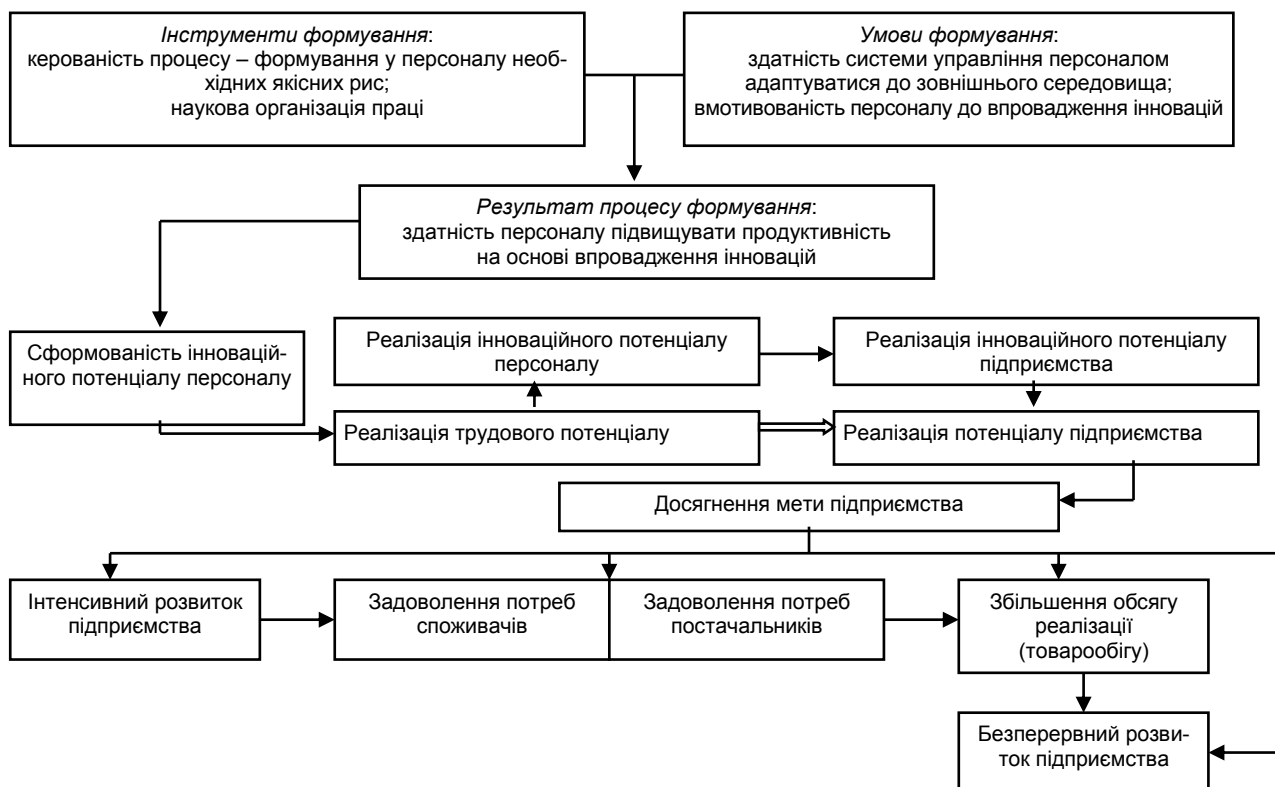 Інструменти формування:
керованість процесу – формування у персоналу необ-
хідних якісних рис;
наукова організація праці
Умови формування:
здатність системи управління персоналом
адаптуватися до зовнішнього середовища;
вмотивованість персоналу до впровадження інновацій
Результат процесу формування:
здатність персоналу підвищувати продуктивність
на основі впровадження інновацій
Сформованість інновацій-
ного потенціалу персоналу
Реалізація інноваційного потенціалу
персоналу
Реалізація інноваційного потенціалу
підприємства
Реалізація трудового потенціалу
Реалізація потенціалу підприємства
Досягнення мети підприємства
Інтенсивний розвиток
підприємства
Задоволення потреб
споживачів
Задоволення потреб
постачальників
Збільшення обсягу
реалізації
(товарообігу)
Безперервний розви-
ток підприємства